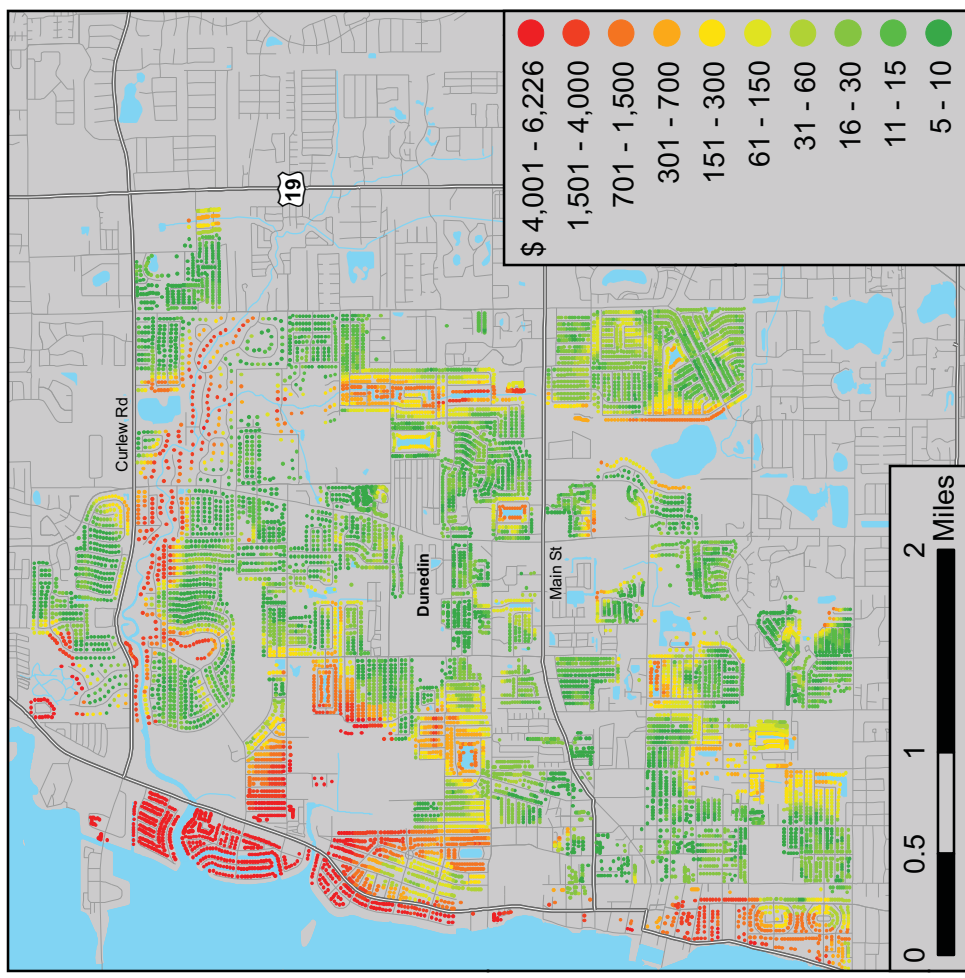 Curlew Rd
19
Dunedin
Main St
$ 4,001 - 6,226
1,501 - 4,000
701 - 1,500
301 - 700
151 - 300
61 - 150
31 - 60
16 - 30
11 - 15
5 - 10
0 0.5 1 2
Miles